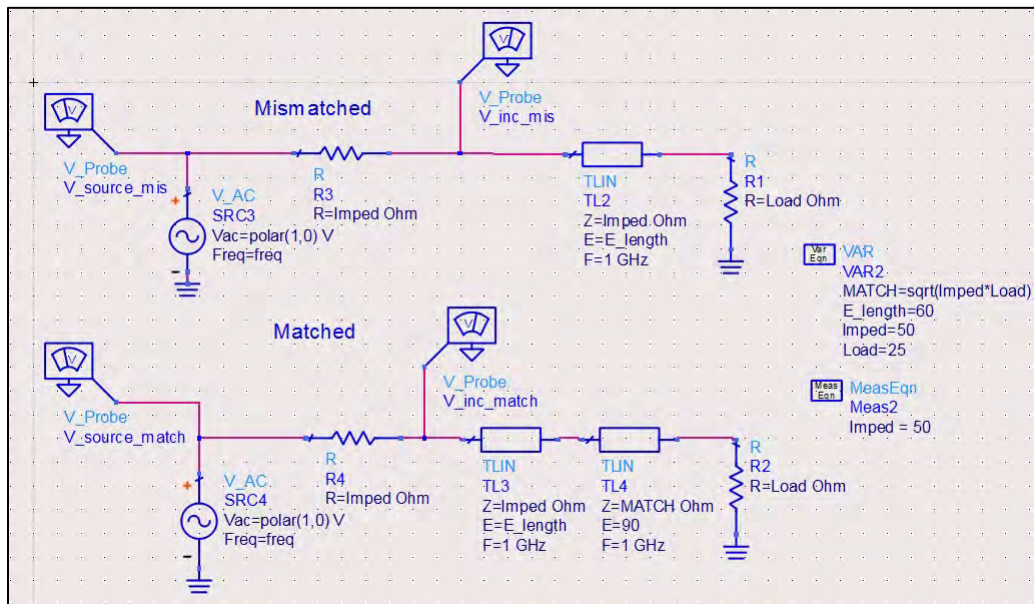 V
V_Probe
V_inc_mis
Mismatched
V
V_Probe
V_source_mis
+
V_AC
SRC3
Vac=polar(1,0) V
Freq=freq
-
R
R3
R=Imped Ohm
TLIN
TL2
Z=Imped Ohm
E=E_length
F=1 GHz
R
R1
R=Load Ohm
Var
Eqn
VAR
VAR2
MATCH=sqrt(Imped*Load)
E_length=60
Imped=50
Load=25
Matched
V
V_Probe
V_source_match
V
V_Probe
V_inc_match
Meas
Eqn
MeasEqn
Meas2
Imped = 50
+
V_AC
SRC4
Vac=polar(1,0) V
Freq=freq
-
R
R4
R=Imped Ohm
TLIN
TL3
Z=Imped Ohm
E=E_length
F=1 GHz
TLIN
TL4
Z=MATCH Ohm
E=90
F=1 GHz
R
R2
R=Load Ohm